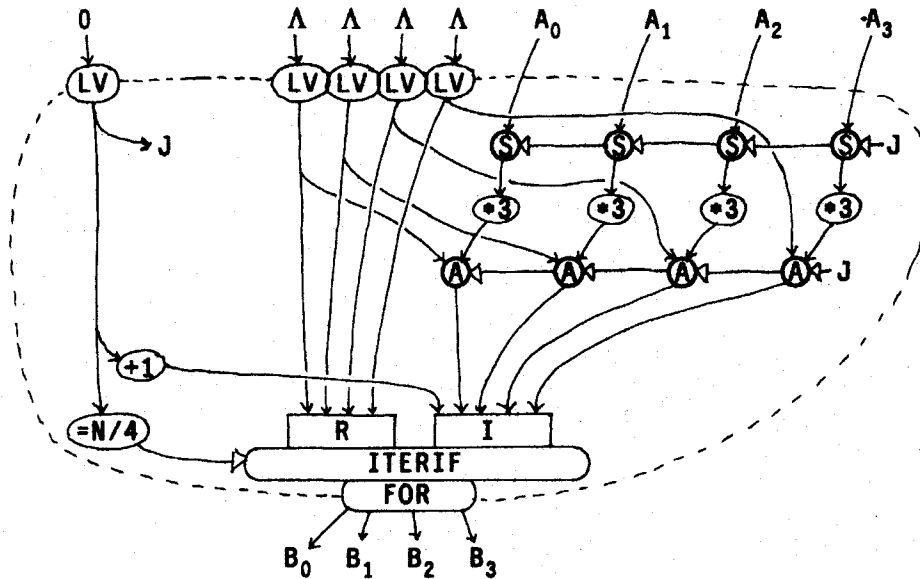 0 Λ Λ Λ Λ A₀ A₁ A₂ A₃
LV LV LV LV LV
J S S S S J
*3 *3 *3 *3
A A A A J
+1
=N/4 R I
ITERIF
FOR
B₀ B₁ B₂ B₃